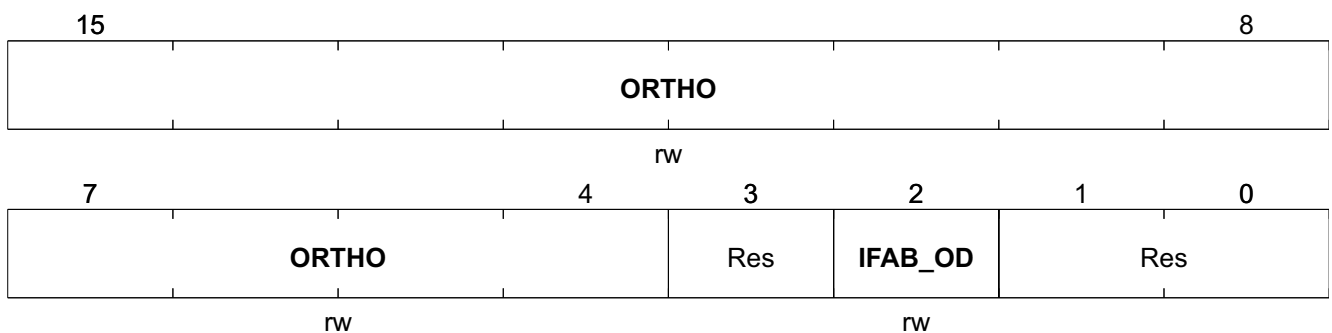 15 8
ORTHO
rw
7 4 3 2 1 0
ORTHO Res IFAB_OD Res
rw rw